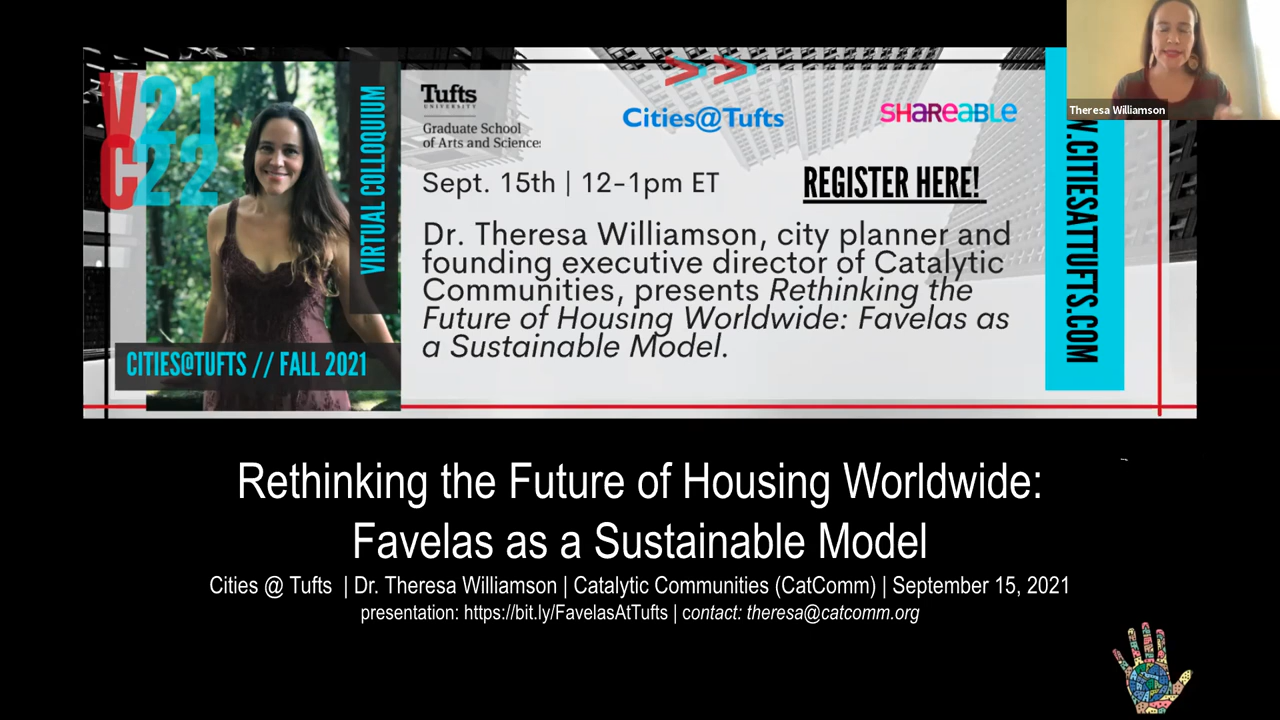 V21
C22
VIRTUAL COLLOQUIUM
CITIES@TUFTS // FALL 2021
Tufts
UNIVERSITY
Graduate School
of Arts and Science
>>
Cities@Tufts
SHAREABLE
Sept. 15th | 12-1pm ET
REGISTER HERE!
Dr. Theresa Williamson, city planner and
founding executive director of Catalytic
Communities, presents Rethinking the
Future of Housing Worldwide: Favelas as
a Sustainable Model.
.CITIESATTUFTS.COM
Theresa Williamson
Rethinking the Future of Housing Worldwide:
Favelas as a Sustainable Model
Cities @ Tufts | Dr. Theresa Williamson | Catalytic Communities (CatComm) | September 15, 2021
presentation: https://bit.ly/FavelasAtTufts | contact: theresa@catcomm.org